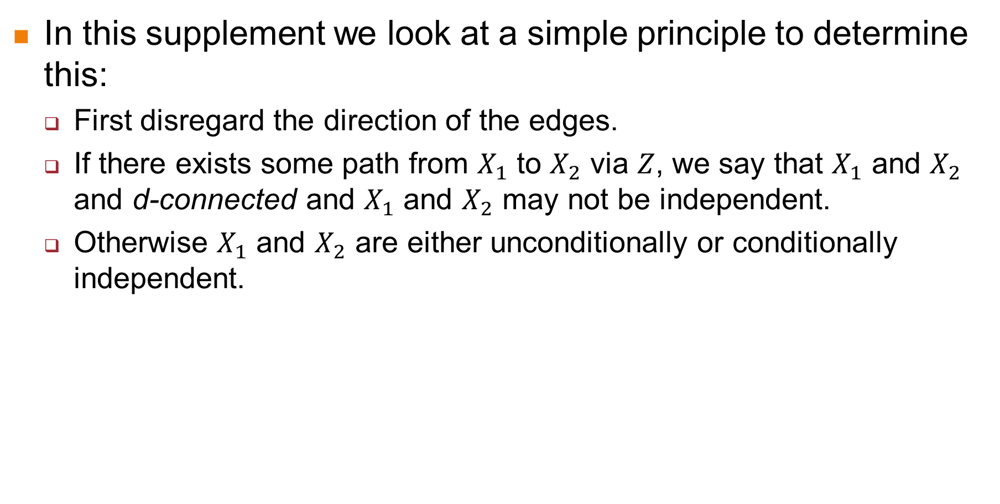 In this supplement we look at a simple principle to determine
this:
First disregard the direction of the edges.
If there exists some path from X₁ to X₂ via Z, we say that X₁ and X₂
and d-connected and X₁ and X₂ may not be independent.
Otherwise X₁ and X₂ are either unconditionally or conditionally
independent.